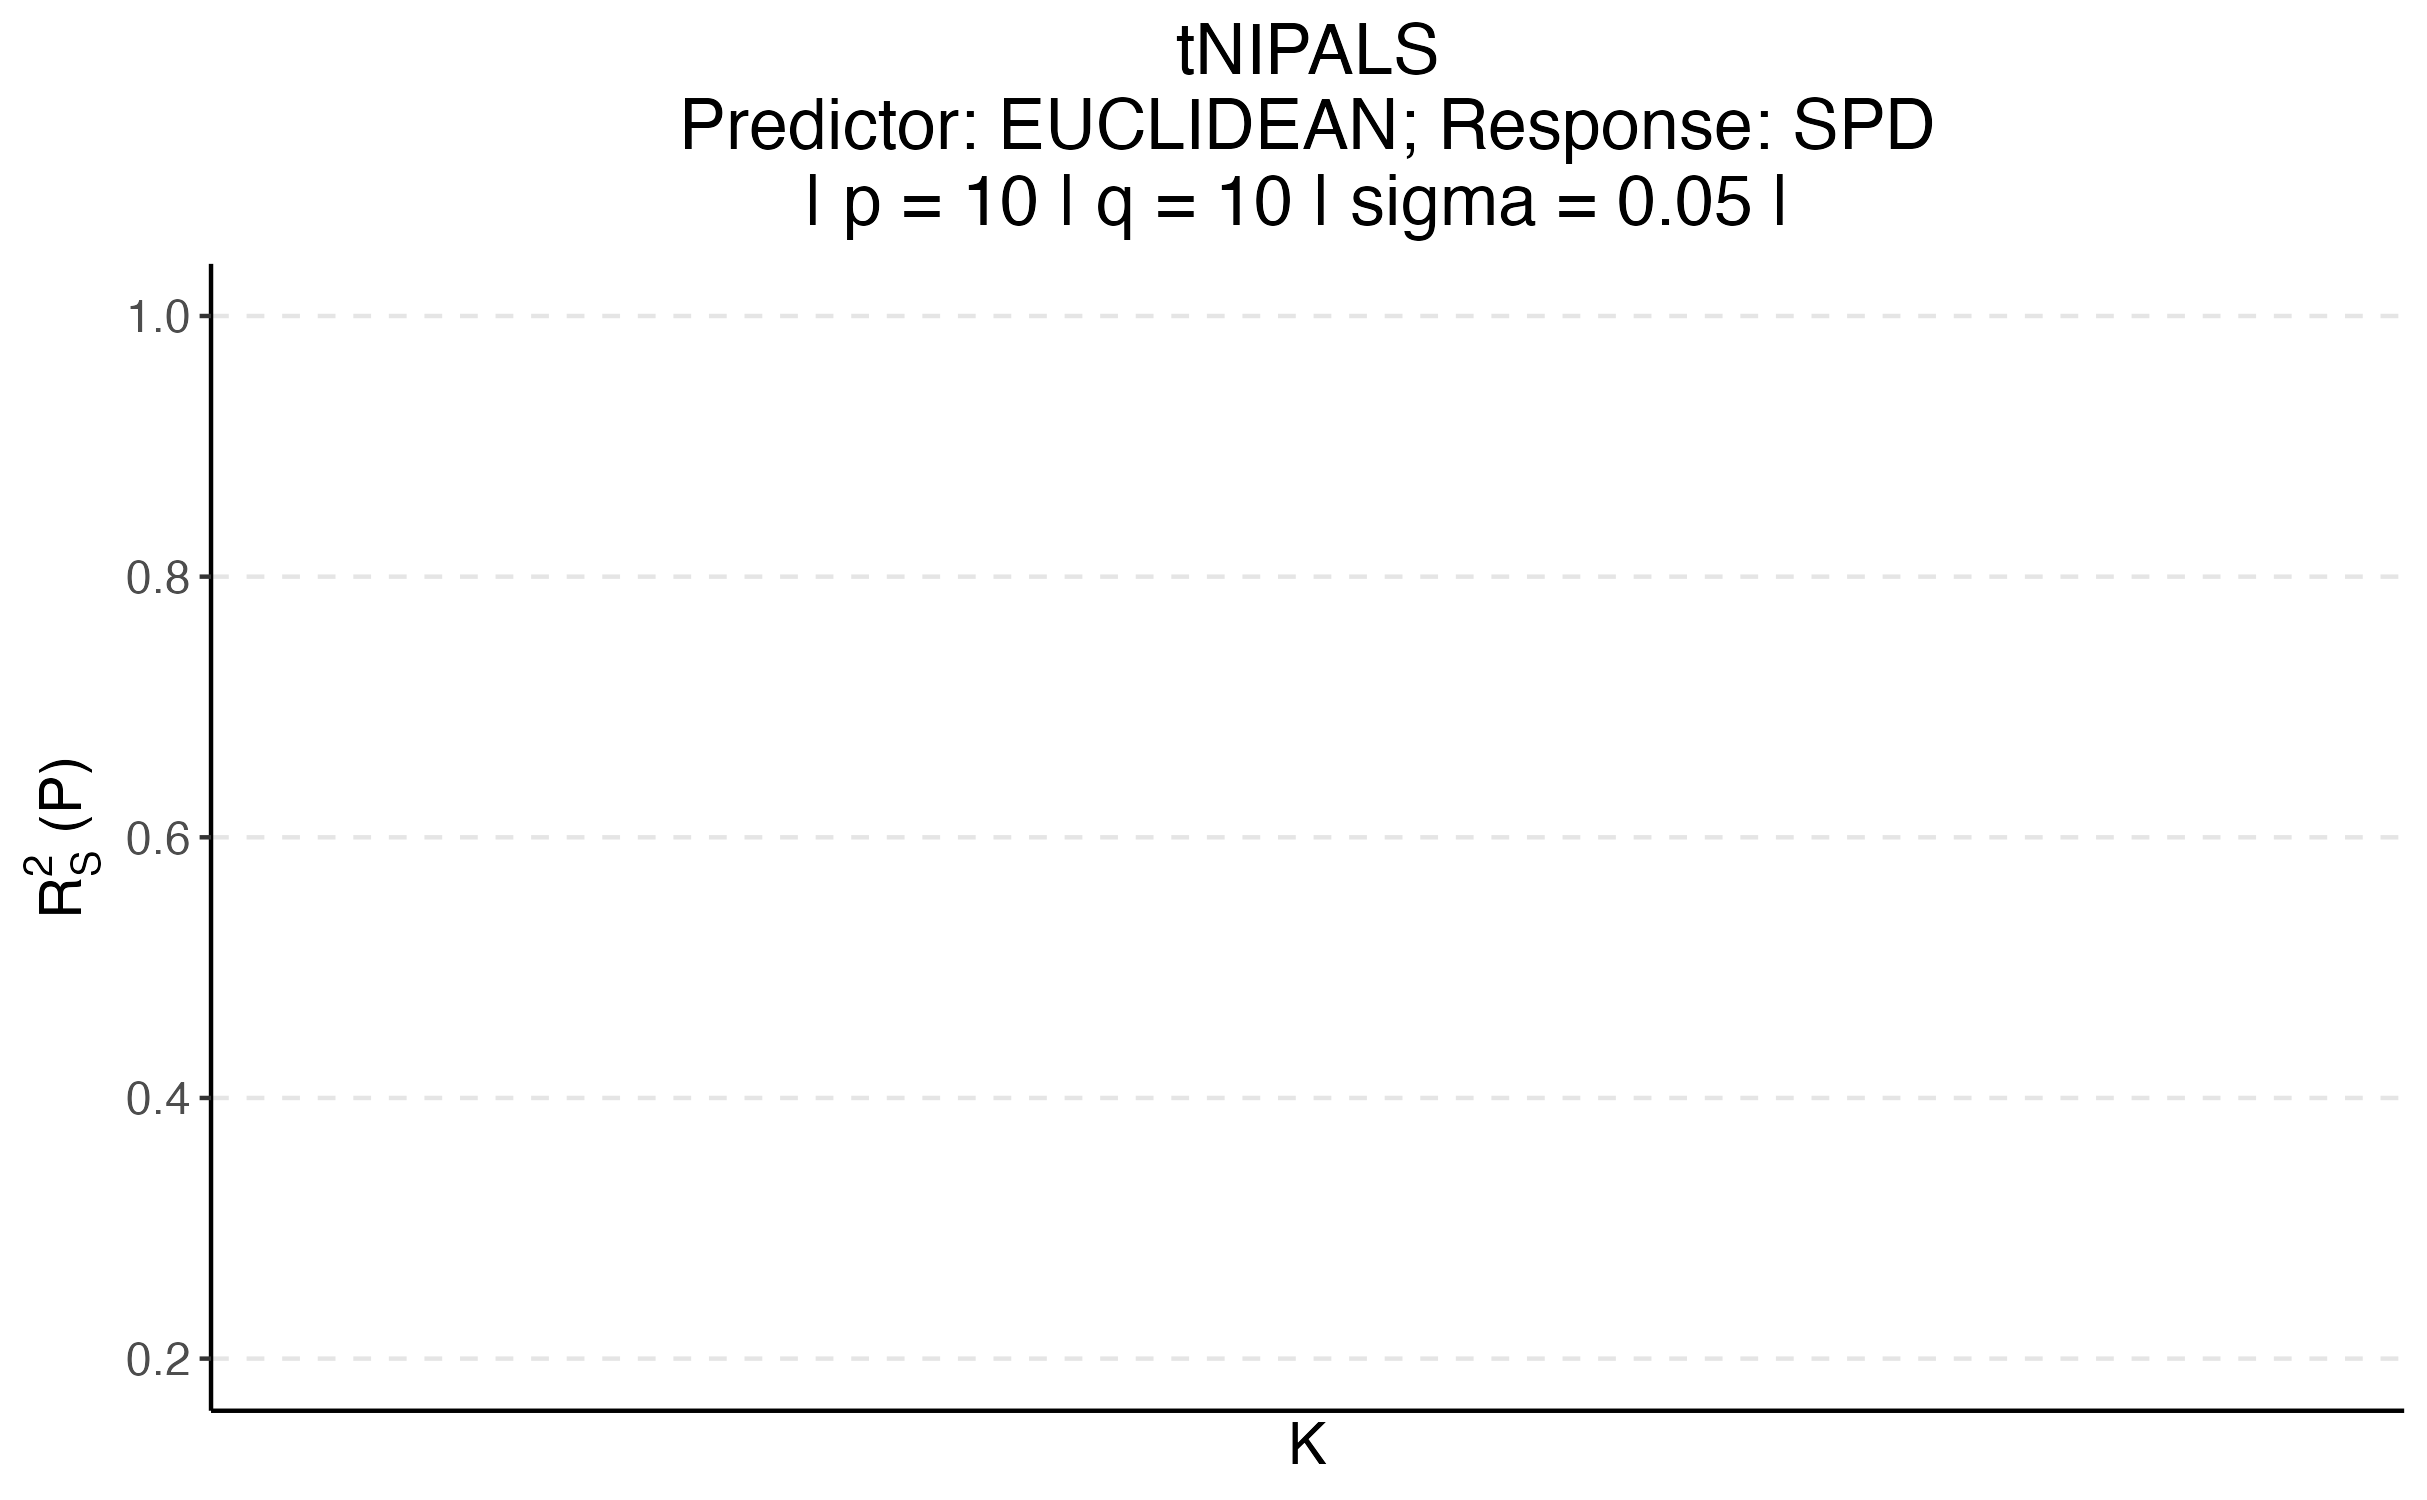 tNIPALS
Predictor: EUCLIDEAN; Response: SPD
| p = 10 | q = 10 | sigma = 0.05 |
1.0
0.8
0.6
0.4
0.2
R²_S (P)
K